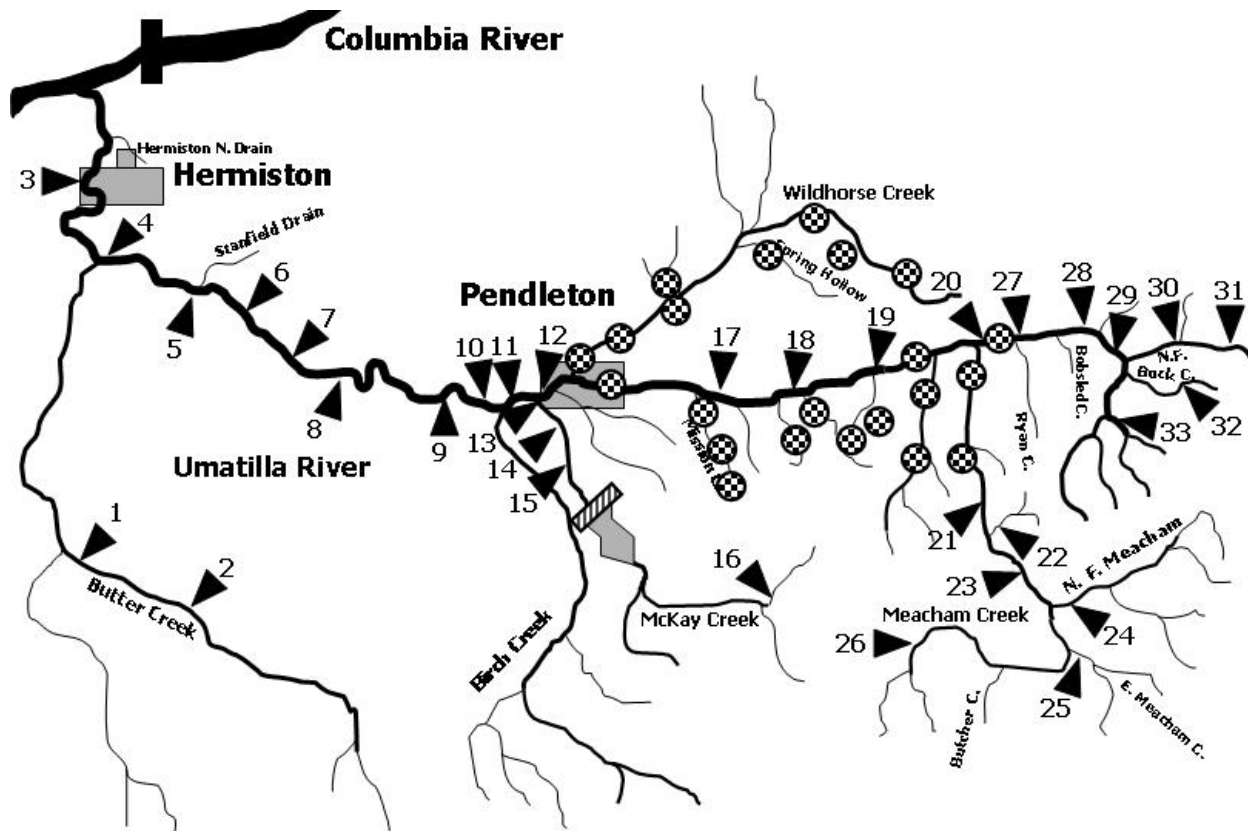 Columbia River
Hermiston N. Drain
3
Hermiston
Wildhorse Creek
4
Stanfield Drain
Spring Hollow
6
Pendleton
20
27
28
29
30
31
5
7
10
11
12
17
18
19
N.F.
Buck C.
Bobsled C.
8
9
13
14
15
Ryan C.
33
32
Umatilla River
1
2
Butter Creek
16
McKay Creek
21
22
23
N. F. Meacham
Meacham Creek
24
26
25
Birch Creek
Butcher C.
E. Meacham C.